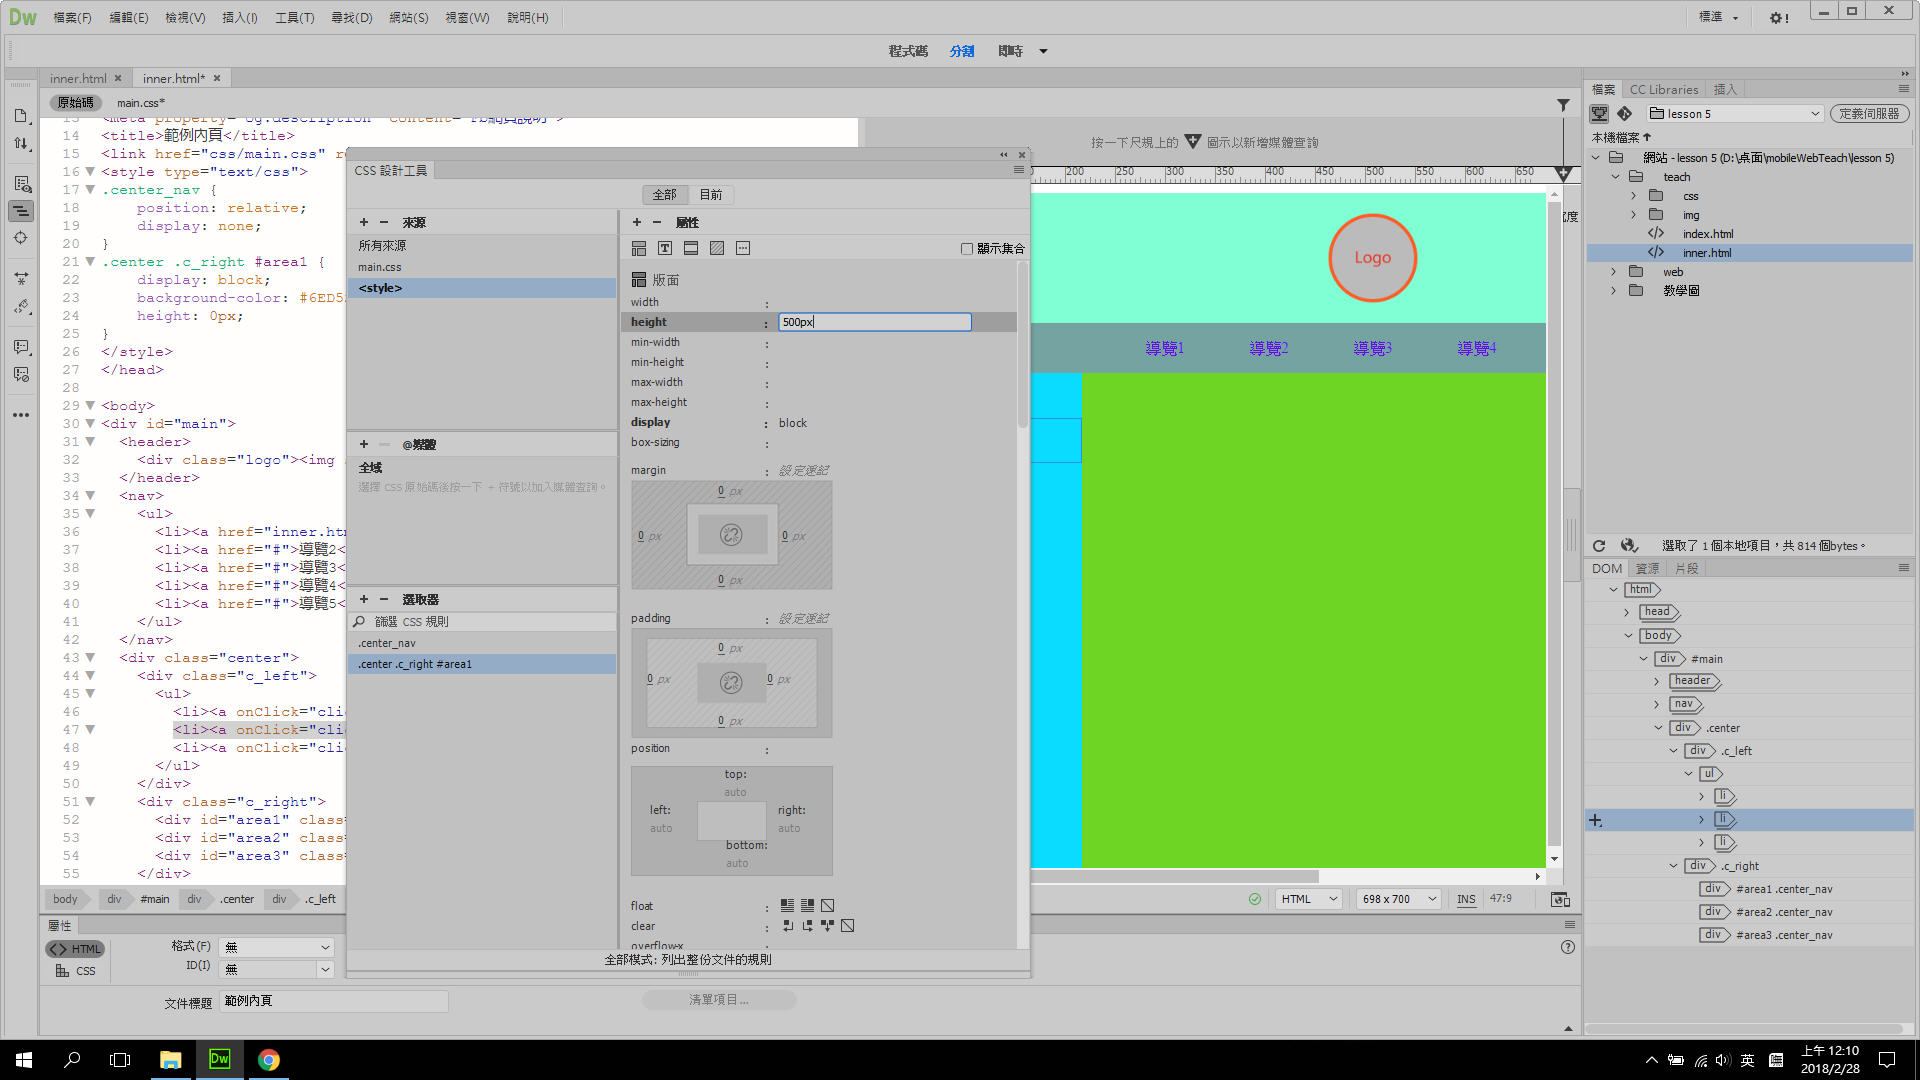 Dw 檔案(F) 編輯(E) 檢視(V) 插入(I) 工具(T) 尋找(D) 網站(S) 視窗(W) 說明(H) 標準
程式碼 分割 即時
inner.html inner.html*
原始碼 main.css*
14 <title>範例內頁</title>
15 <link href="css/main.css"
16 <style type="text/css">
17 .center_nav {
18 position: relative;
19 display: none;
20 }
21 .center .c_right #area1 {
22 display: block;
23 background-color: #6ED5
24 height: 0px;
25 }
26 </style>
27 </head>
28
29 <body>
30 <div id="main">
31 <header>
32 <div class="logo"><img
33 </header>
34 <nav>
35 <ul>
36 <li><a href="inner.ht
37 <li><a href="#">導覽2<
38 <li><a href="#">導覽3<
39 <li><a href="#">導覽4<
40 <li><a href="#">導覽5<
41 </ul>
42 </nav>
43 <div class="center">
44 <div class="c_left">
45 <ul>
46 <li><a onClick="cli
47 <li><a onClick="cli
48 <li><a onClick="cli
49 </ul>
50 </div>
51 <div class="c_right">
52 <div id="area1" class
53 <div id="area2" class
54 <div id="area3" class
55 </div>
body div #main div .center div .c_left
CSS 設計工具
全部 目前
來源
所有來源
main.css
<style>
@媒體
全域
選擇 CSS 原始碼後按一下 + 符號以加入媒體查詢。
選取器
篩選 CSS 規則
.center_nav
.center .c_right #area1
屬性
顯示集合
版面
width :
height : 500px
min-width :
min-height :
max-width :
max-height :
display : block
box-sizing :
margin : 設定速記
0 px
0 px 0 px
0 px
padding : 設定速記
0 px
0 px 0 px
0 px
position :
top:
auto
left: right:
auto auto
bottom:
auto
float :
clear :
overflow-x
全部模式: 列出整份文件的規則
按一下尺規上的 圖示以新增媒體查詢
200 250 300 350 400 450 500 550 600 650
Logo
導覽1 導覽2 導覽3 導覽4
HTML 698 x 700 INS 47:9
屬性
HTML
CSS
格式(F) 無
ID(I) 無
文件標題 範例內頁
清單項目...
檔案 CC Libraries 插入
lesson 5 定義伺服器
本機檔案
網站 - lesson 5 (D:\桌面\mobileWebTeach\lesson 5)
teach
css
img
index.html
inner.html
web
教學圖
選取了 1 個本地項目，共 814 個bytes。
DOM 資源 片段
html
head
body
div #main
header
nav
div .center
div .c_left
ul
li
li
li
div .c_right
div #area1 .center_nav
div #area2 .center_nav
div #area3 .center_nav
Dw
英
上午 12:10
2018/2/28